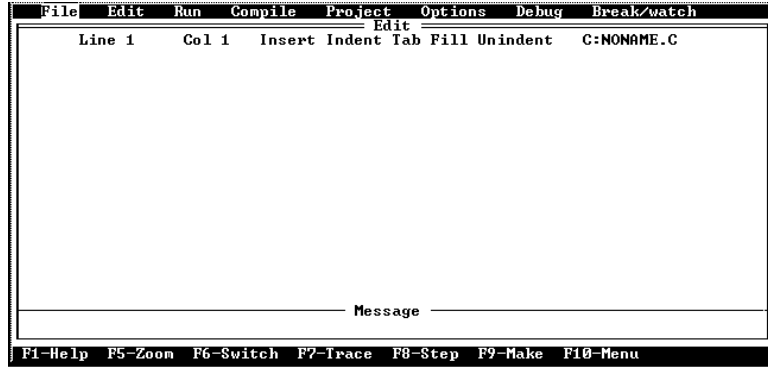 File Edit Run Compile Project Options Debug Break/watch
Edit
Line 1 Col 1 Insert Indent Tab Fill Unindent C:NONAME.C
Message
F1-Help F5-Zoom F6-Switch F7-Trace F8-Step F9-Make F10-Menu